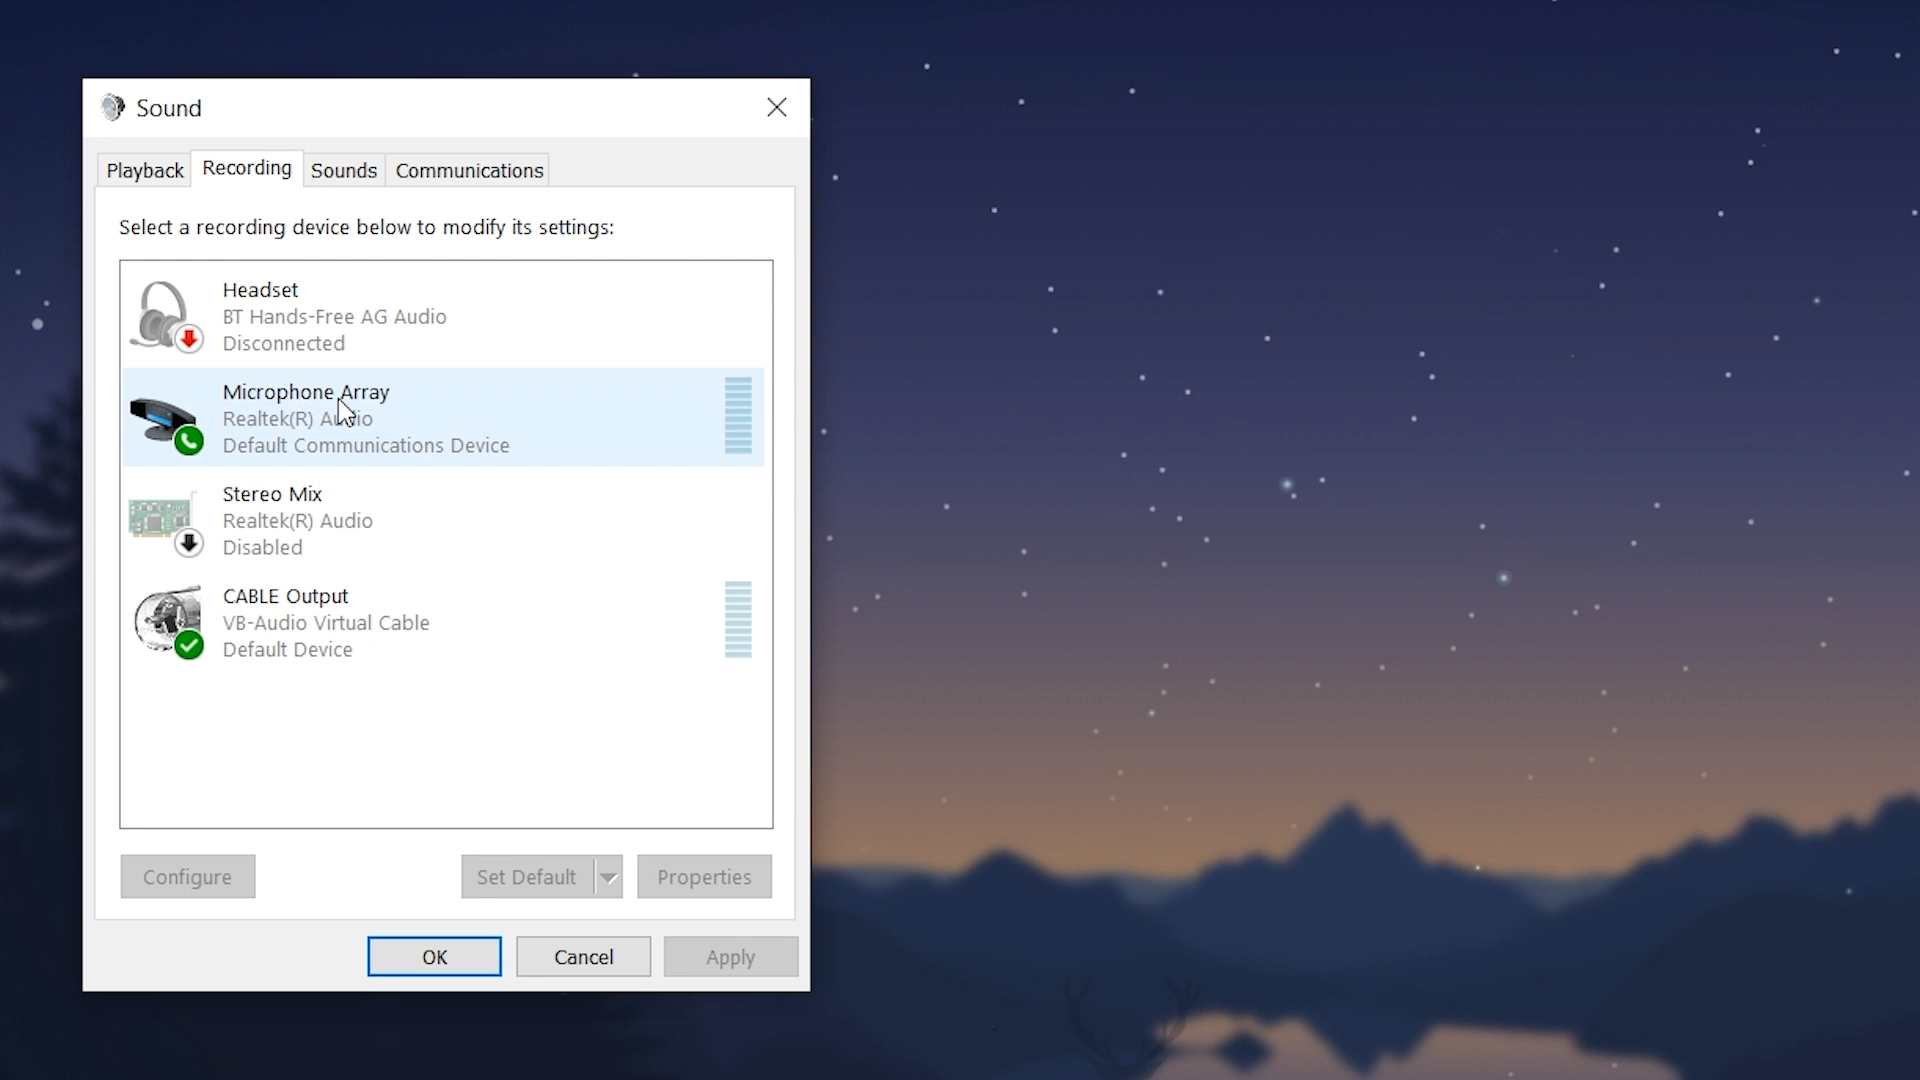 Sound
Playback Recording Sounds Communications
Select a recording device below to modify its settings:
Headset
BT Hands-Free AG Audio
Disconnected
Microphone Array
Realtek(R) Audio
Default Communications Device
Stereo Mix
Realtek(R) Audio
Disabled
CABLE Output
VB-Audio Virtual Cable
Default Device
Configure Set Default Properties
OK Cancel Apply